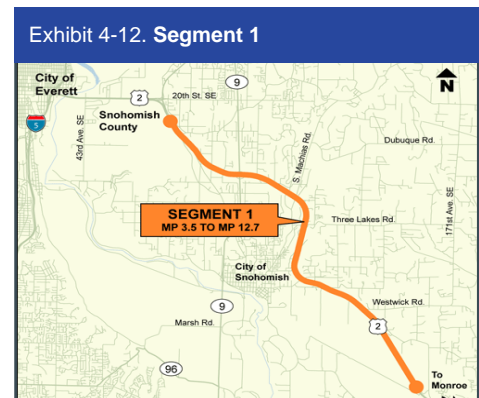 Exhibit 4-12. Segment 1
City of
Everett
N
9
2
20th St. SE
5
Snohomish
County
43rd Ave. SE
S. Machias Rd.
Dubuque Rd.
171st Ave. SE
SEGMENT 1
MP 3.5 TO MP 12.7
Three Lakes Rd.
City of
Snohomish
9
Westwick Rd.
Marsh Rd.
2
96
To
Monroe